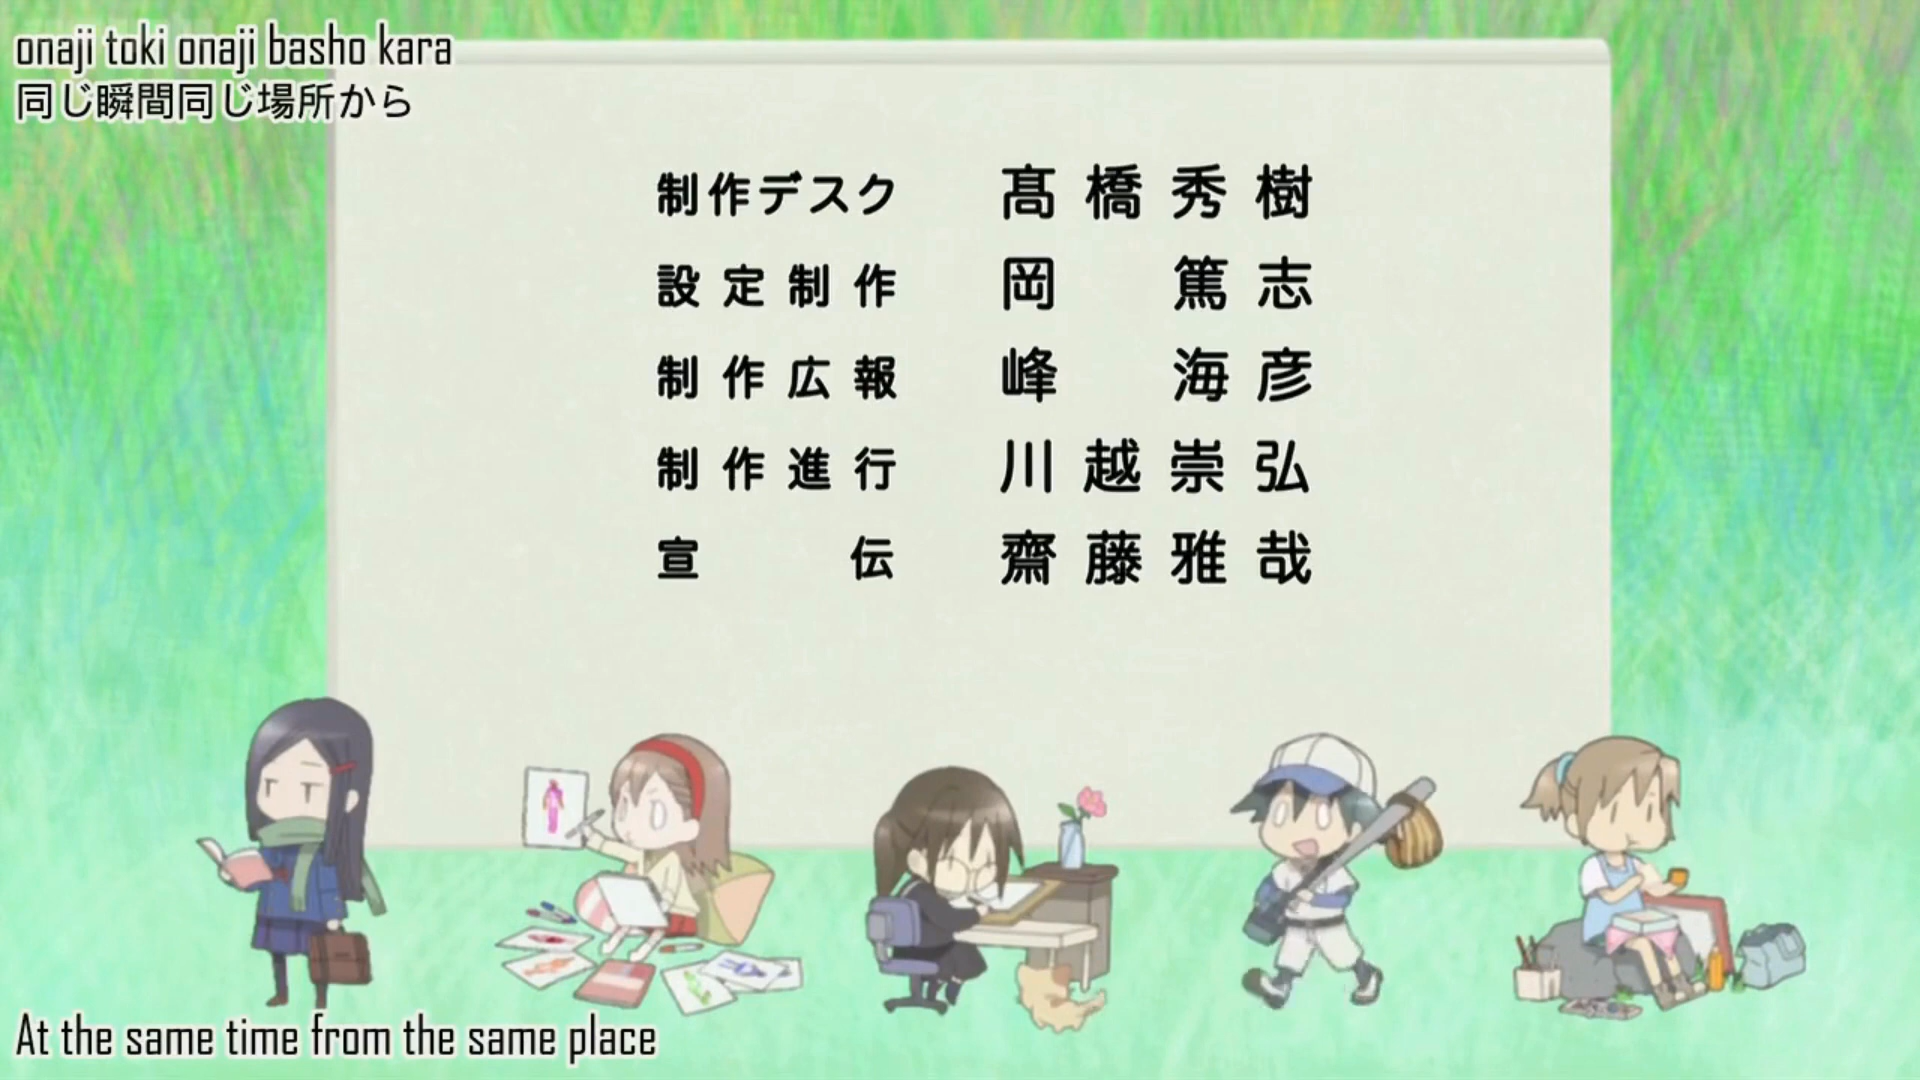 onaji toki onaji basho kara
同じ瞬間同じ場所から
制作デスク 髙橋秀樹
設定制作 岡 篤志
制作広報 峰 海彦
制作進行 川越崇弘
宣伝 齋藤雅哉
At the same time from the same place